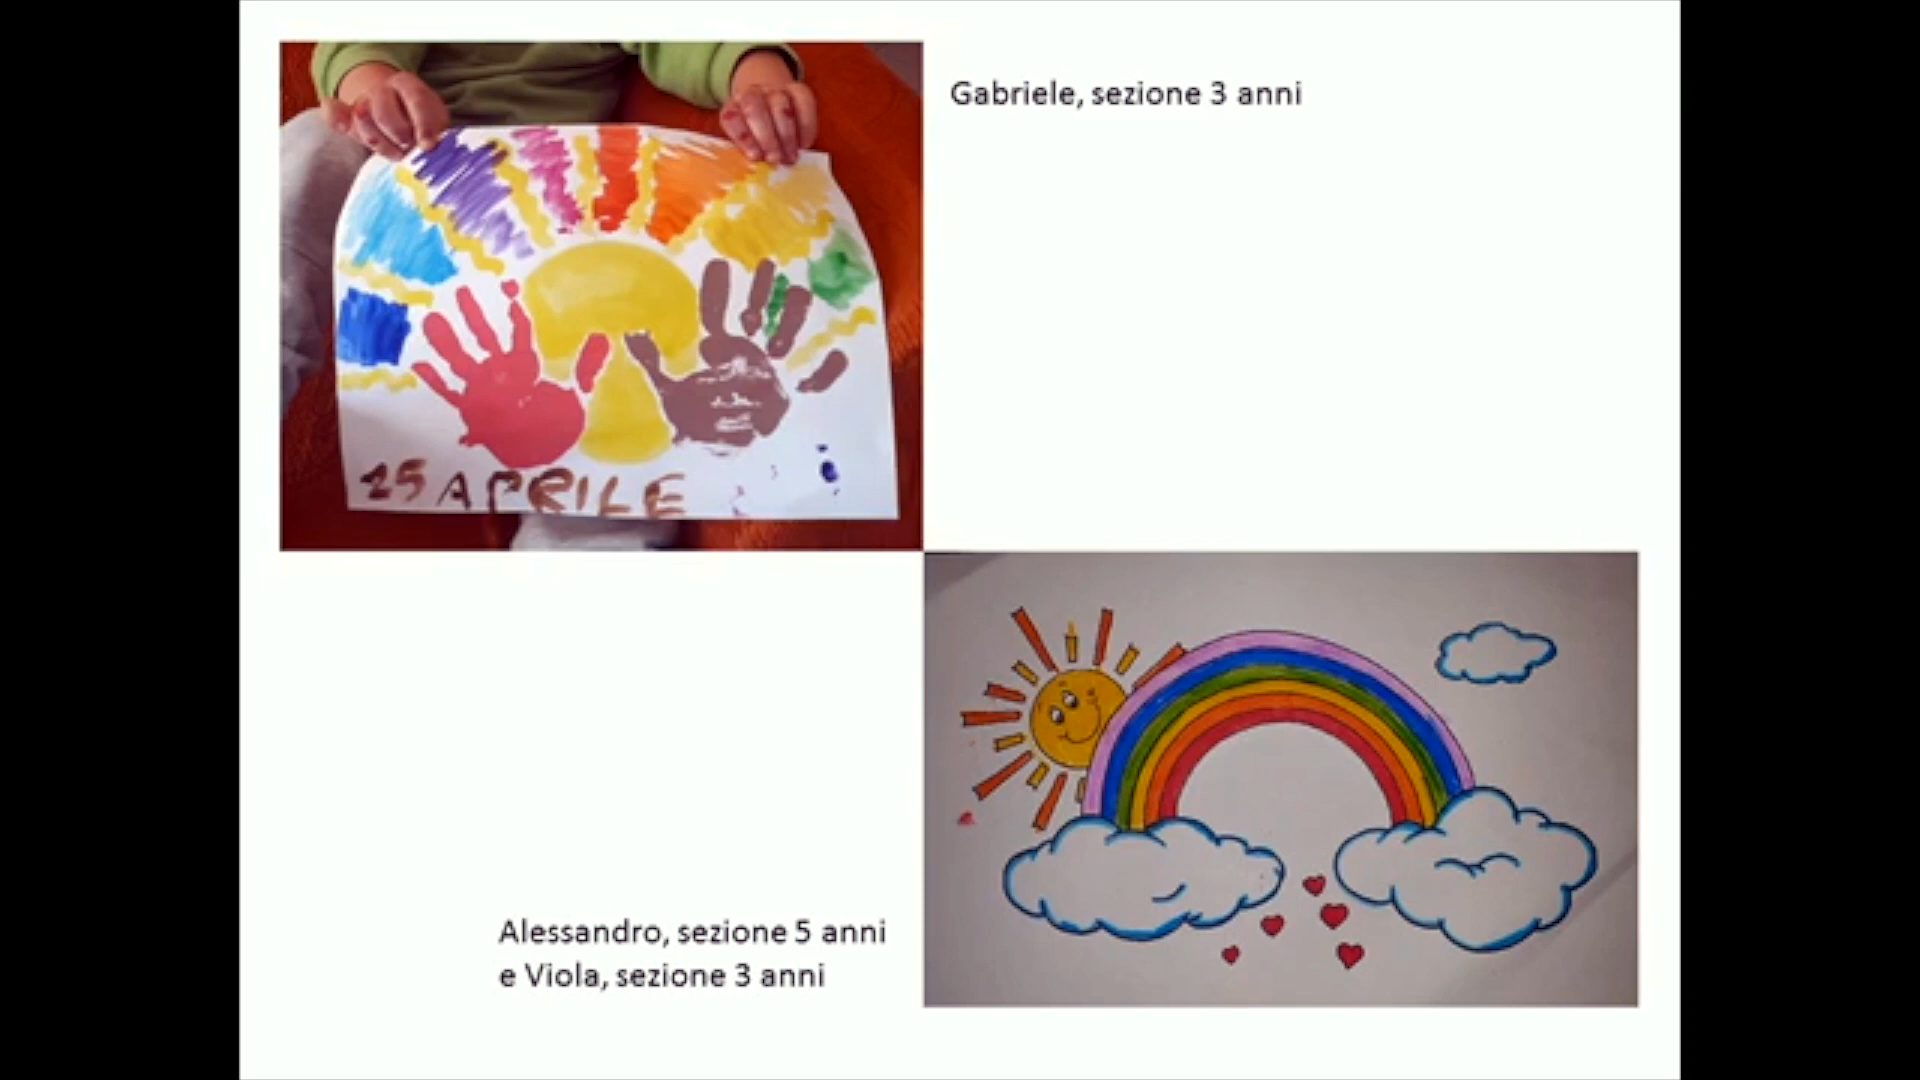 Gabriele, sezione 3 anni
25 APRILE
Alessandro, sezione 5 anni
e Viola, sezione 3 anni